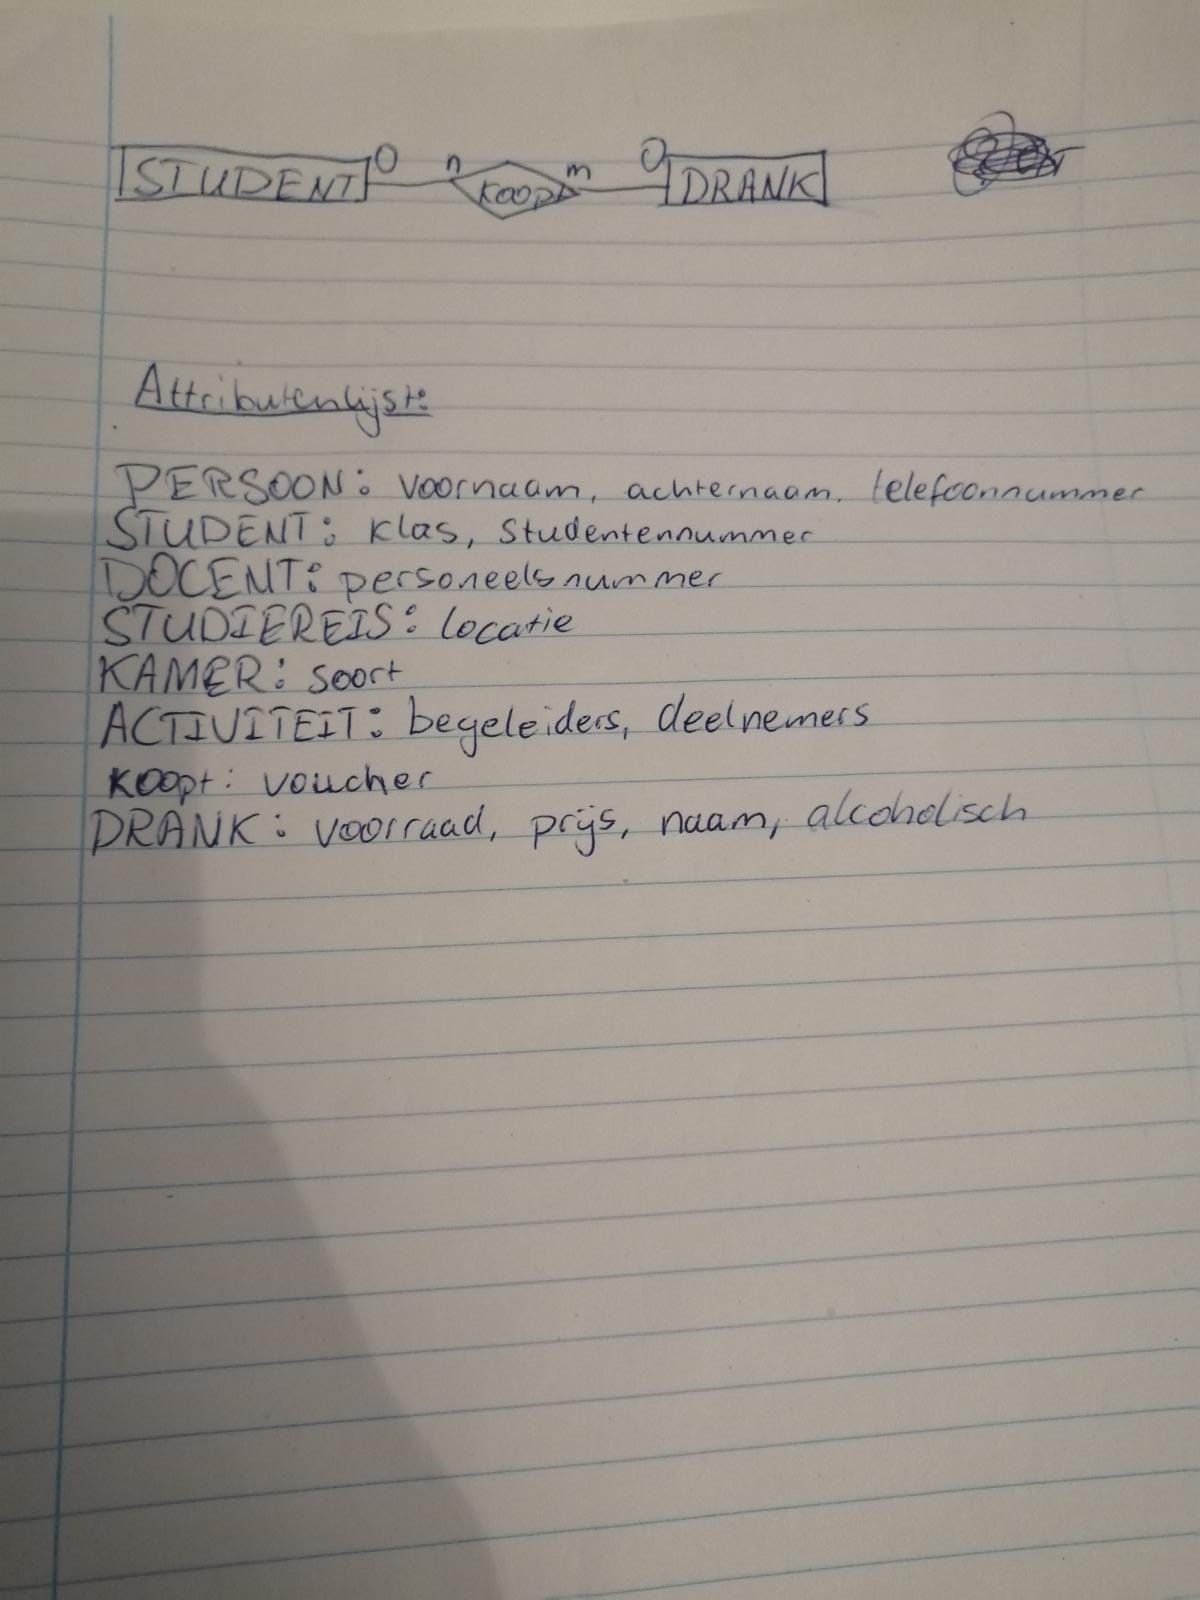 STUDENT 0 n koopt m 0 DRANK
Attributenlijst:
PERSOON: voornaam, achternaam, telefoonnummer
STUDENT: klas, studentennummer
DOCENT: personeelsnummer
STUDIEREIS: locatie
KAMER: soort
ACTIVITEIT: begeleiders, deelnemers
koopt: voucher
DRANK: voorraad, prijs, naam, alcoholisch